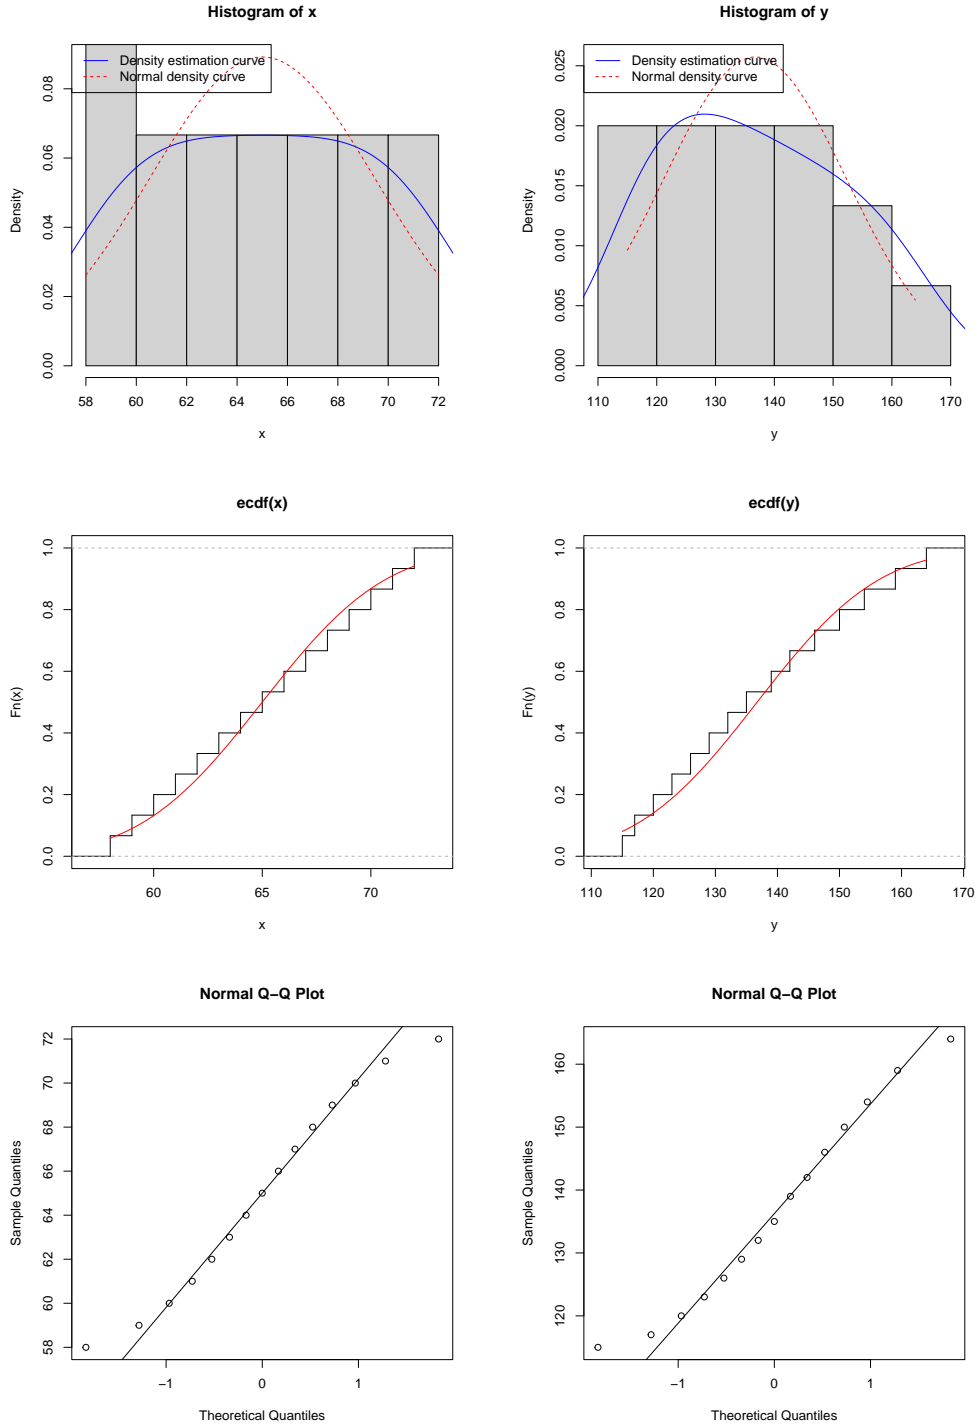 Histogram of x
Density estimation curve
Normal density curve
Density
0.00 0.02 0.04 0.06 0.08
58 60 62 64 66 68 70 72
x
Histogram of y
Density estimation curve
Normal density curve
Density
0.000 0.005 0.010 0.015 0.020 0.025
110 120 130 140 150 160 170
y
ecdf(x)
Fn(x)
0.0 0.2 0.4 0.6 0.8 1.0
60 65 70
x
ecdf(y)
Fn(y)
0.0 0.2 0.4 0.6 0.8 1.0
110 120 130 140 150 160 170
y
Normal Q−Q Plot
Sample Quantiles
58 60 62 64 66 68 70 72
−1 0 1
Theoretical Quantiles
Normal Q−Q Plot
Sample Quantiles
120 130 140 150 160
−1 0 1
Theoretical Quantiles